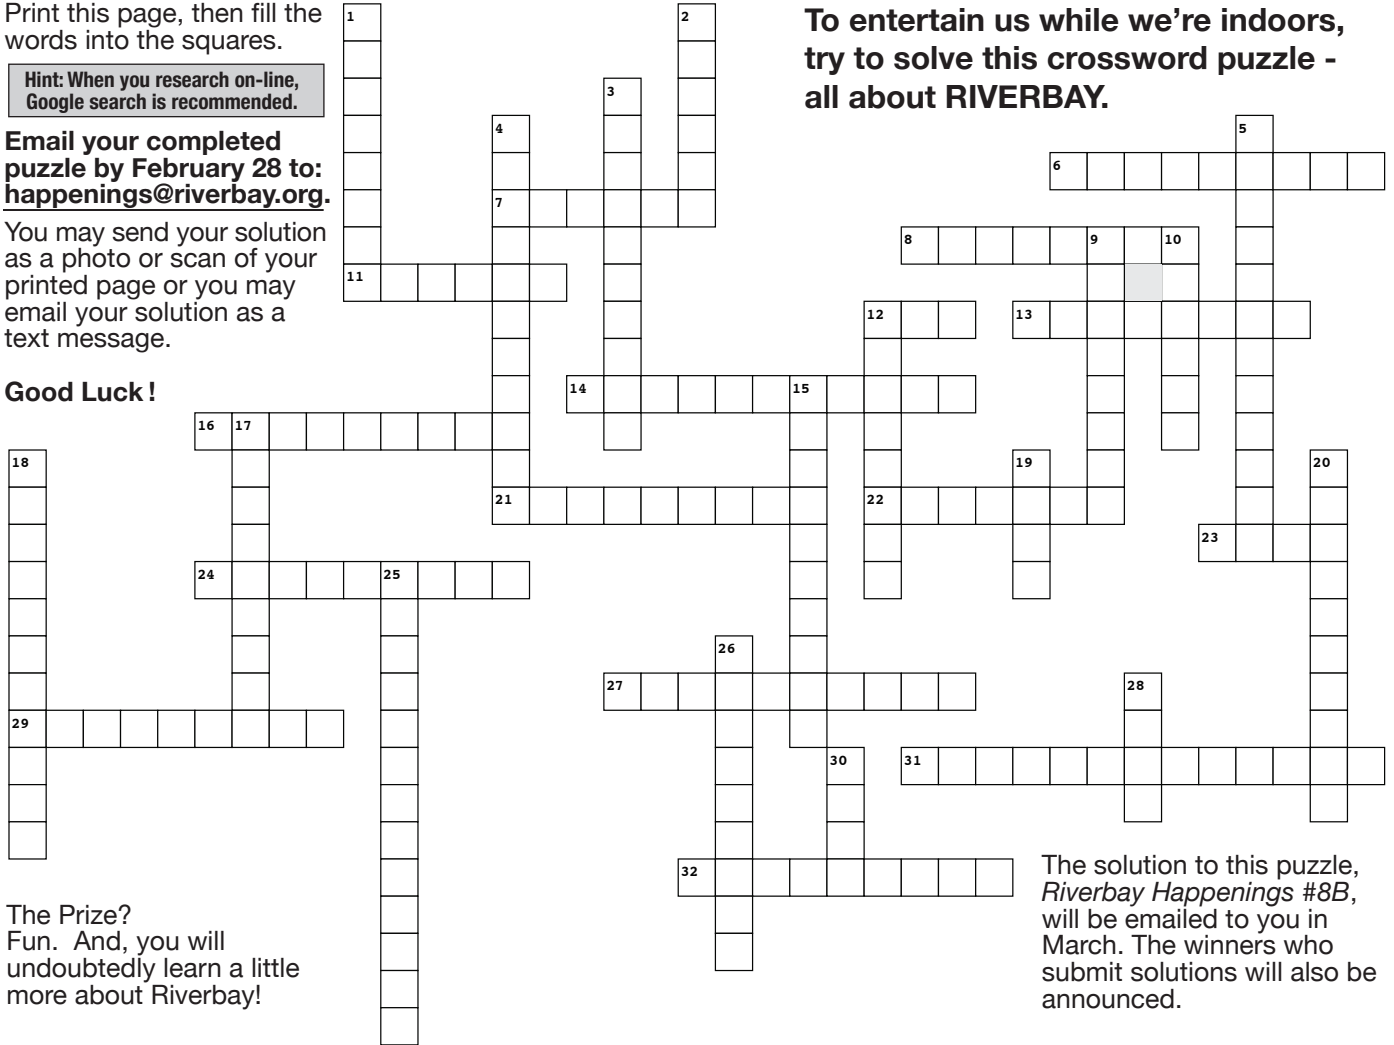 Print this page, then fill the
words into the squares.
Hint: When you research on-line,
Google search is recommended.
Email your completed
puzzle by February 28 to:
happenings@riverbay.org.
You may send your solution
as a photo or scan of your
printed page or you may
email your solution as a
text message.
Good Luck !
To entertain us while we’re indoors,
try to solve this crossword puzzle -
all about RIVERBAY.
1 2
3
4 5
6
7
8 9 10
11
12 13
14 15
16 17
18 19 20
21 22
23
24 25
26
27 28
29
30 31
32
The Prize?
Fun. And, you will
undoubtedly learn a little
more about Riverbay!
The solution to this puzzle,
Riverbay Happenings #8B,
will be emailed to you in
March. The winners who
submit solutions will also be
announced.